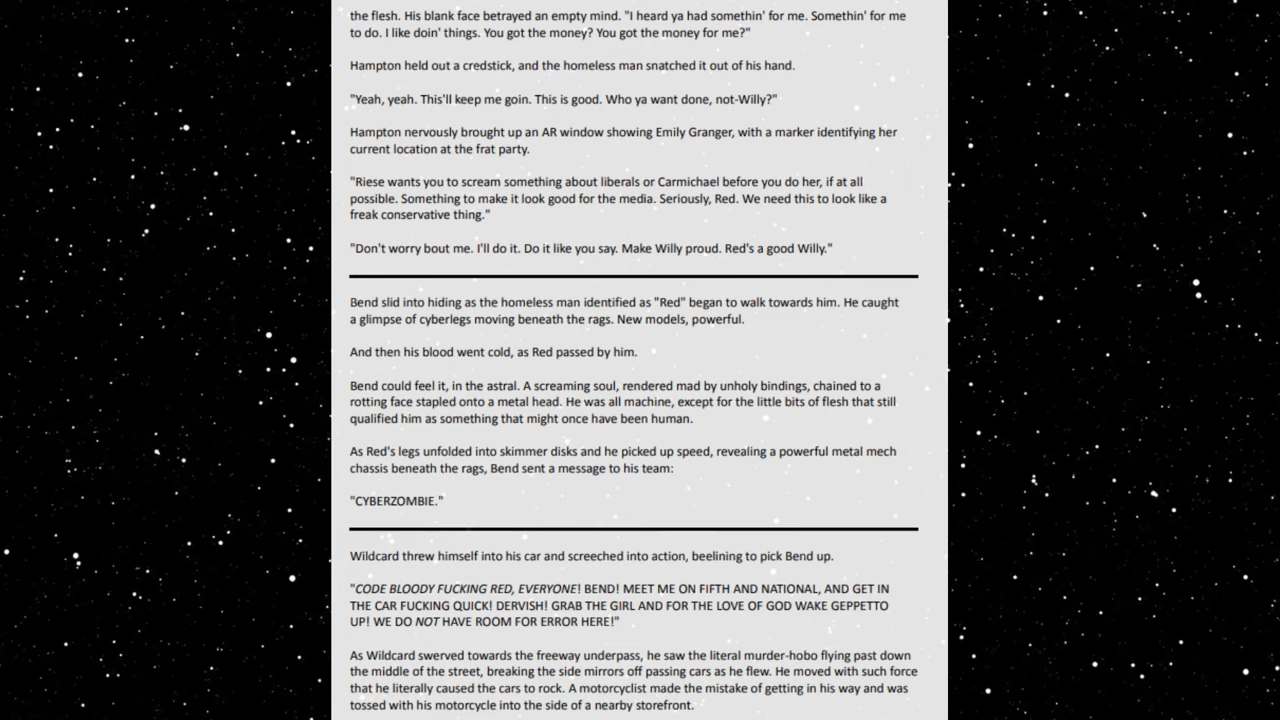 the flesh. His blank face betrayed an empty mind. "I heard ya had somethin' for me. Somethin' for me
to do. I like doin' things. You got the money? You got the money for me?"
Hampton held out a credstick, and the homeless man snatched it out of his hand.
"Yeah, yeah. This'll keep me goin. This is good. Who ya want done, not-Willy?"
Hampton nervously brought up an AR window showing Emily Granger, with a marker identifying her
current location at the frat party.
"Riese wants you to scream something about liberals or Carmichael before you do her, if at all
possible. Something to make it look good for the media. Seriously, Red. We need this to look like a
freak conservative thing."
"Don't worry bout me. I'll do it. Do it like you say. Make Willy proud. Red's a good Willy."
Bend slid into hiding as the homeless man identified as "Red" began to walk towards him. He caught
a glimpse of cyberlegs moving beneath the rags. New models, powerful.
And then his blood went cold, as Red passed by him.
Bend could feel it, in the astral. A screaming soul, rendered mad by unholy bindings, chained to a
rotting face stapled onto a metal head. He was all machine, except for the little bits of flesh that still
qualified him as something that might once have been human.
As Red's legs unfolded into skimmer disks and he picked up speed, revealing a powerful metal mech
chassis beneath the rags, Bend sent a message to his team:
"CYBERZOMBIE."
Wildcard threw himself into his car and screeched into action, beelining to pick Bend up.
"CODE BLOODY FUCKING RED, EVERYONE! BEND! MEET ME ON FIFTH AND NATIONAL, AND GET IN
THE CAR FUCKING QUICK! DERVISH! GRAB THE GIRL AND FOR THE LOVE OF GOD WAKE GEPPETTO
UP! WE DO NOT HAVE ROOM FOR ERROR HERE!"
As Wildcard swerved towards the freeway underpass, he saw the literal murder-hobo flying past down
the middle of the street, breaking the side mirrors off passing cars as he flew. He moved with such force
that he literally caused the cars to rock. A motorcyclist made the mistake of getting in his way and was
tossed with his motorcycle into the side of a nearby storefront.